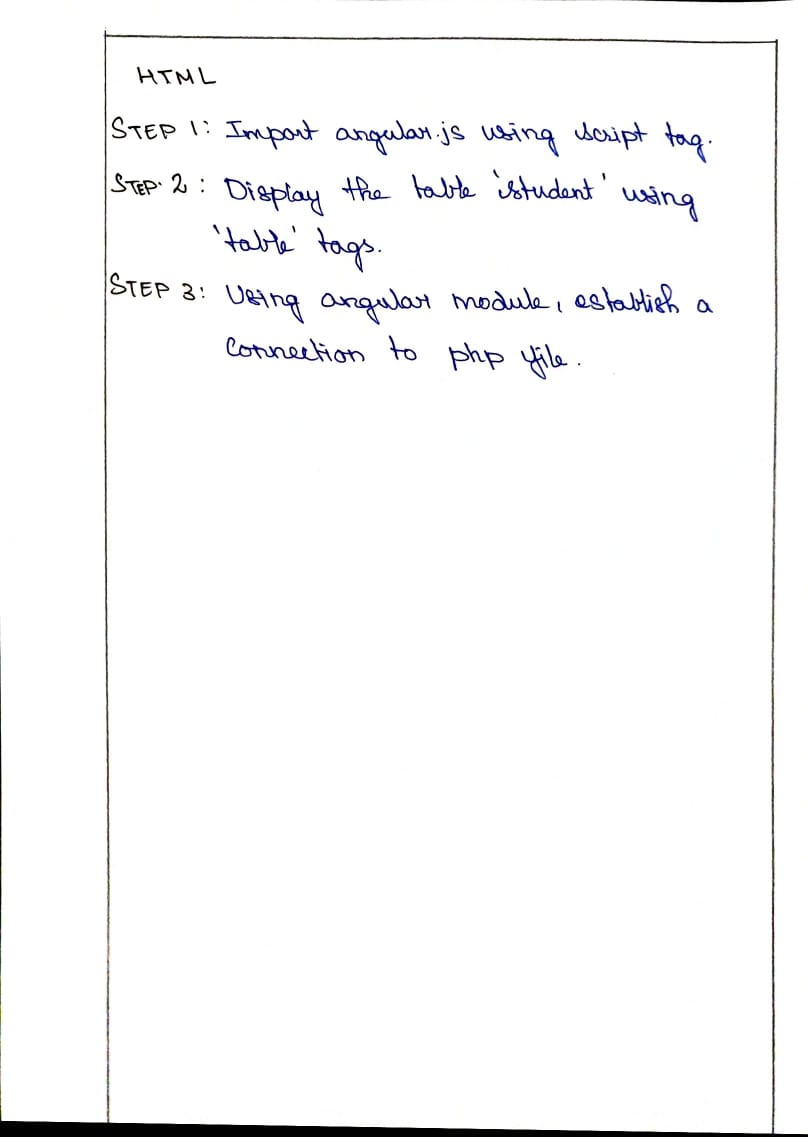 HTML
STEP 1: Import angular.js using script tag.
STEP 2: Display the table 'student' using
'table' tags.
STEP 3: Using angular module, establish a
connection to php file.